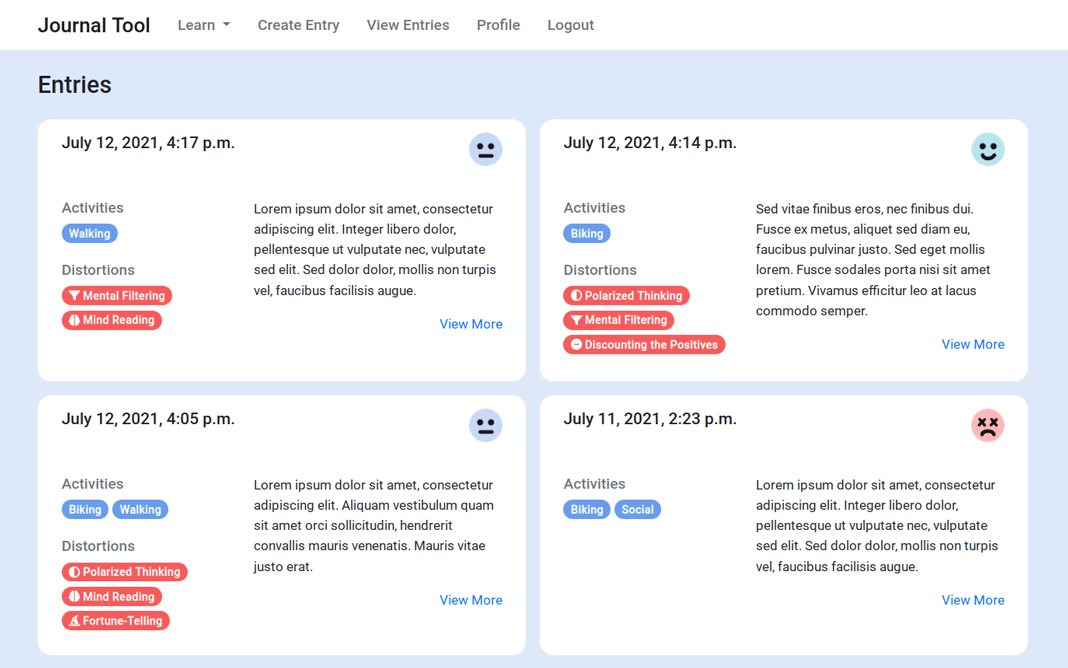 Journal Tool Learn Create Entry View Entries Profile Logout
Entries
July 12, 2021, 4:17 p.m.
Activities
Walking
Distortions
Mental Filtering
Mind Reading
Lorem ipsum dolor sit amet, consectetur
adipiscing elit. Integer libero dolor,
pellentesque ut vulputate nec, vulputate
sed elit. Sed dolor dolor, mollis non turpis
vel, faucibus facilisis augue.
View More
July 12, 2021, 4:14 p.m.
Activities
Biking
Distortions
Polarized Thinking
Mental Filtering
Discounting the Positives
Sed vitae finibus eros, nec finibus dui.
Fusce ex metus, aliquet sed diam eu,
faucibus pulvinar justo. Sed eget mollis
lorem. Fusce sodales porta nisi sit amet
pretium. Vivamus efficitur leo at lacus
commodo semper.
View More
July 12, 2021, 4:05 p.m.
Activities
Biking Walking
Distortions
Polarized Thinking
Mind Reading
Fortune-Telling
Lorem ipsum dolor sit amet, consectetur
adipiscing elit. Aliquam vestibulum quam
sit amet orci sollicitudin, hendrerit
convallis mauris venenatis. Mauris vitae
justo erat.
View More
July 11, 2021, 2:23 p.m.
Activities
Biking Social
Lorem ipsum dolor sit amet, consectetur
adipiscing elit. Integer libero dolor,
pellentesque ut vulputate nec, vulputate
sed elit. Sed dolor dolor, mollis non turpis
vel, faucibus facilisis augue.
View More